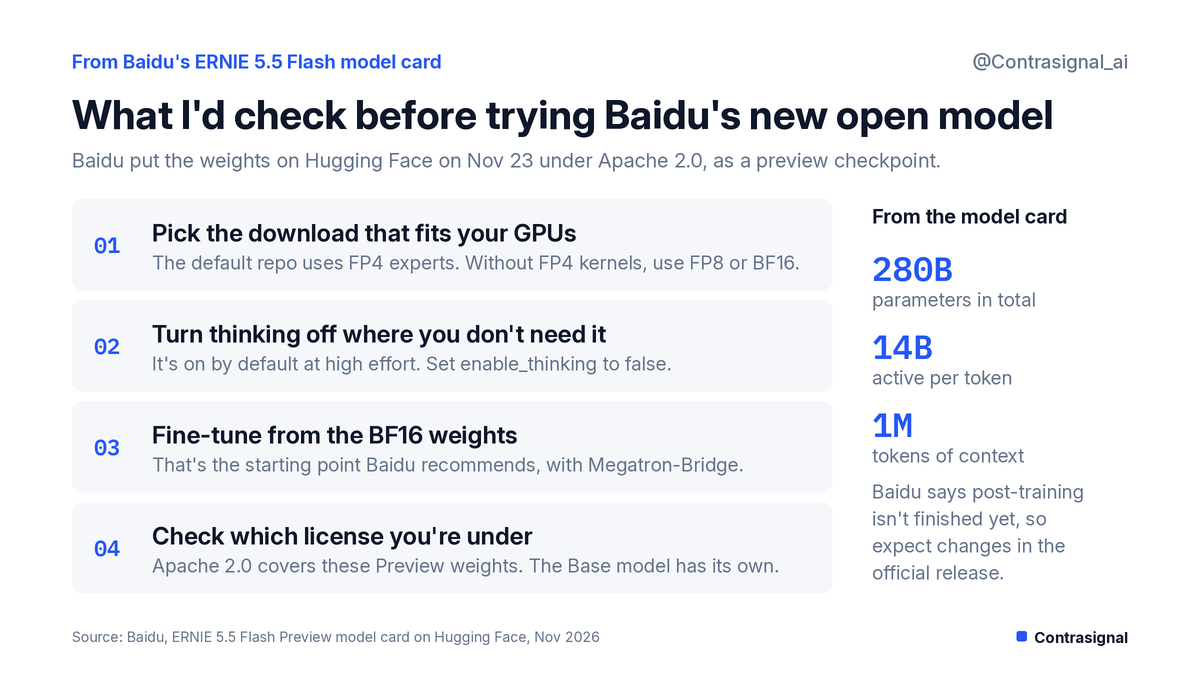 From Baidu's ERNIE 5.5 Flash model card
@Contrasignal_ai
What I'd check before trying Baidu's new open model
Baidu put the weights on Hugging Face on Nov 23 under Apache 2.0, as a preview checkpoint.
01
Pick the download that fits your GPUs
The default repo uses FP4 experts. Without FP4 kernels, use FP8 or BF16.
02
Turn thinking off where you don't need it
It's on by default at high effort. Set enable_thinking to false.
03
Fine-tune from the BF16 weights
That's the starting point Baidu recommends, with Megatron-Bridge.
04
Check which license you're under
Apache 2.0 covers these Preview weights. The Base model has its own.
From the model card
280B
parameters in total
14B
active per token
1M
tokens of context
Baidu says post-training
isn't finished yet, so
expect changes in the
official release.
Source: Baidu, ERNIE 5.5 Flash Preview model card on Hugging Face, Nov 2026
Contrasignal